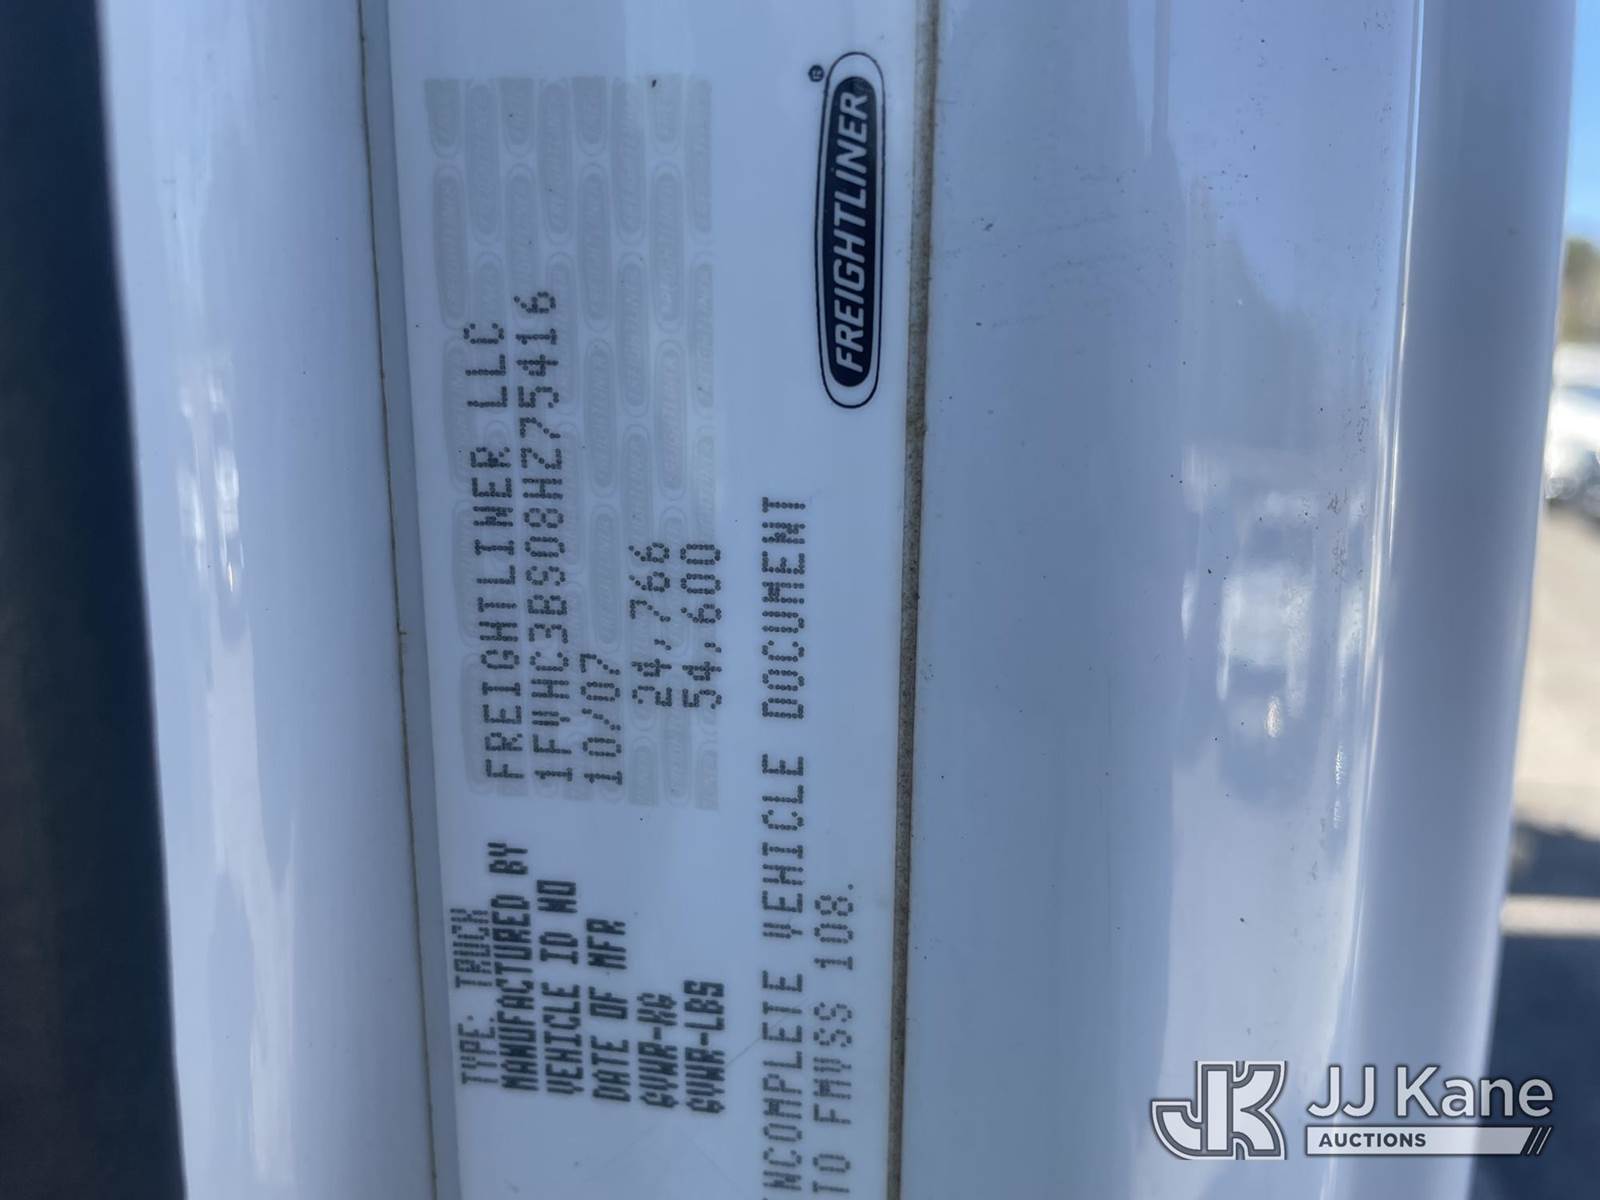 TYPE: TRUCK
MANUFACTURED BY FREIGHTLINER LLC
VEHICLE ID NO 1FVHC3BS08HZ75416
DATE OF MFR 10/07
GVWR-KG 24,766
GVWR-LBS 54,600
INCOMPLETE VEHICLE DOCUMENT
TO FMVSS 108.
FREIGHTLINER®
JK JJ Kane
AUCTIONS